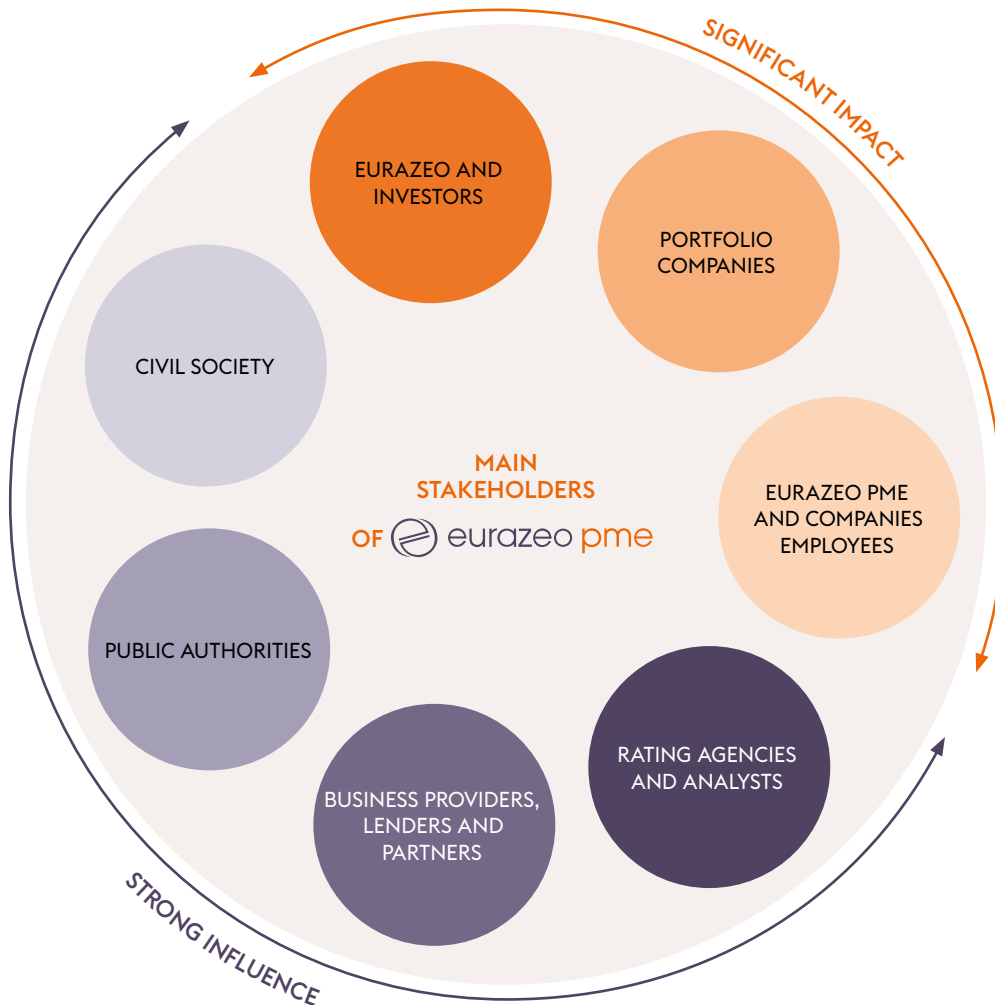 SIGNIFICANT IMPACT
EURAZEO AND
INVESTORS
PORTFOLIO
COMPANIES
CIVIL SOCIETY
MAIN
STAKEHOLDERS
OF eurazeo pme
EURAZEO PME
AND COMPANIES
EMPLOYEES
PUBLIC AUTHORITIES
RATING AGENCIES
AND ANALYSTS
BUSINESS PROVIDERS,
LENDERS AND
PARTNERS
STRONG INFLUENCE